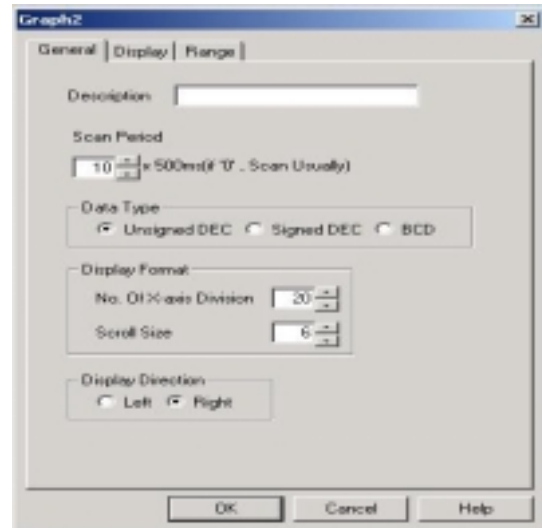 Graph2
General Display Range
Description
Scan Period
10 x 500ms(if '0' , Scan Usually)
Data Type
Unsigned DEC Signed DEC BCD
Display Format
No. Of X-axis Division 20
Scroll Size 6
Display Direction
Left Right
OK Cancel Help